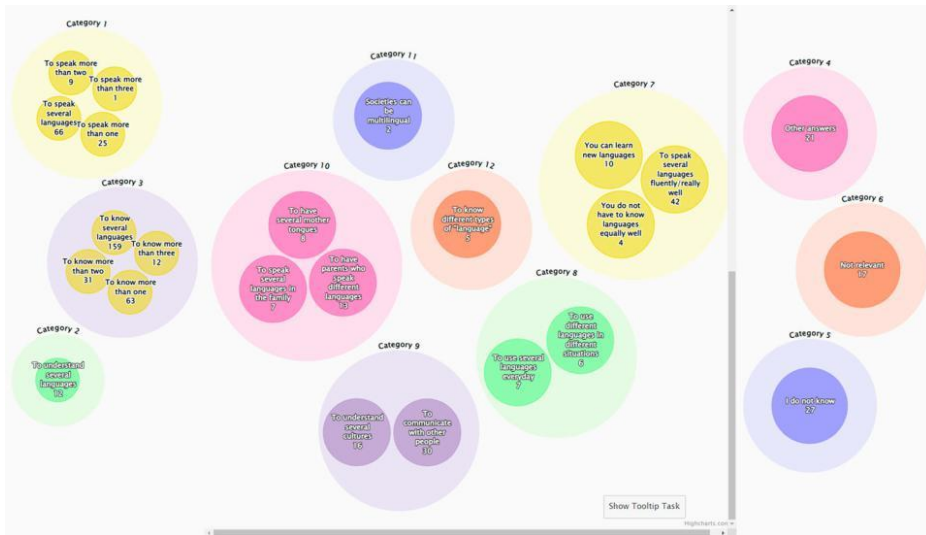 Category 1
To speak more
than two
9
To speak more
than three
1
To speak
several
languages
66
To speak more
than one
25
Category 3
To know
several
languages
159
To know more
than three
12
To know more
than two
31
To know more
than one
63
Category 2
To understand
several
languages
12
Category 11
Societies can
be
multilingual
2
Category 10
To have
several mother
tongues
8
To speak
several
languages in
the family
7
To have
parents who
speak
different
languages
13
Category 12
To know
different types
of "language"
5
Category 7
You can learn
new languages
10
To speak
several
languages
fluently/really
well
42
You do not
have to know
languages
equally well
4
Category 8
To use
different
languages in
different
situations
6
To use several
languages
everyday
7
Category 9
To understand
several
cultures
16
To
communicate
with other
people
30
Category 4
Other answers
21
Category 6
Not relevant
17
Category 5
I do not know
27
Show Tooltip Task
Highcharts.com